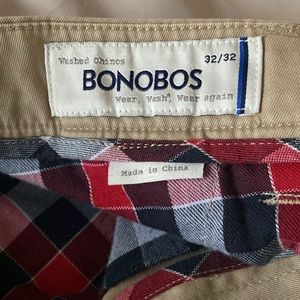 Washed Chinos 32/32
BONOBOS
Wear, Wash, Wear again
Made in China